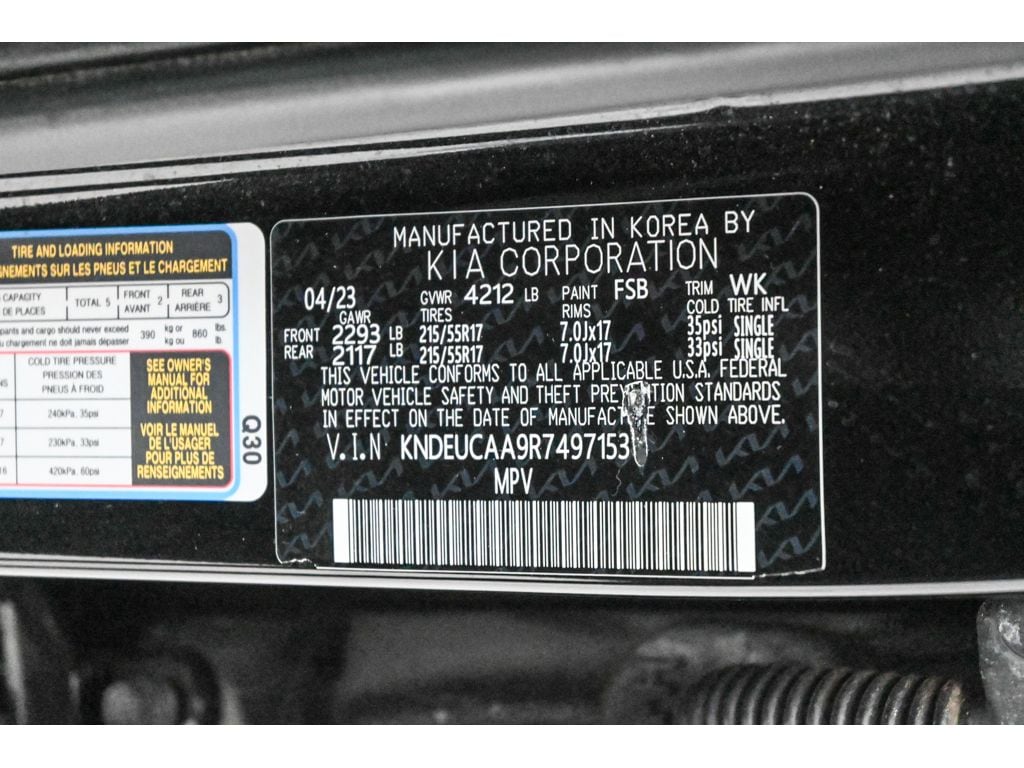 TIRE AND LOADING INFORMATION
GNEMENTS SUR LES PNEUS ET LE CHARGEMENT
CAPACITY
DE PLACES
TOTAL 5
FRONT
AVANT 2
REAR
ARRIÈRE 3
pants and cargo should never exceed
u chargement ne doit jamais dépasser
390
kg or
kg ou
860
lbs.
lb.
COLD TIRE PRESSURE
PRESSION DES
PNEUS À FROID
240kPa, 35psi
230kPa, 33psi
420kPa, 60psi
SEE OWNER'S
MANUAL FOR
ADDITIONAL
INFORMATION
VOIR LE MANUEL
DE L'USAGER
POUR PLUS DE
RENSEIGNEMENTS
Q30
MANUFACTURED IN KOREA BY
KIA CORPORATION
04/23 GVWR 4212 LB PAINT FSB TRIM WK
GAWR TIRES RIMS COLD TIRE INFL
FRONT 2293 LB 215/55R17 7.0Jx17 35psi SINGLE
REAR 2117 LB 215/55R17 7.0Jx17 33psi SINGLE
THIS VEHICLE CONFORMS TO ALL APPLICABLE U.S.A. FEDERAL
MOTOR VEHICLE SAFETY AND THEFT PREVENTION STANDARDS
IN EFFECT ON THE DATE OF MANUFACTURE SHOWN ABOVE.
V.I.N KNDEUCAA9R7497153
MPV